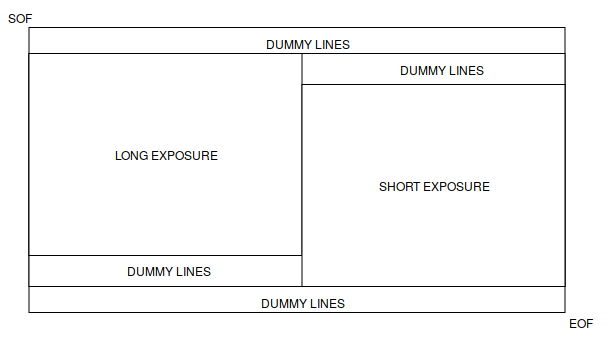 SOF
DUMMY LINES
DUMMY LINES
LONG EXPOSURE
SHORT EXPOSURE
DUMMY LINES
DUMMY LINES
EOF